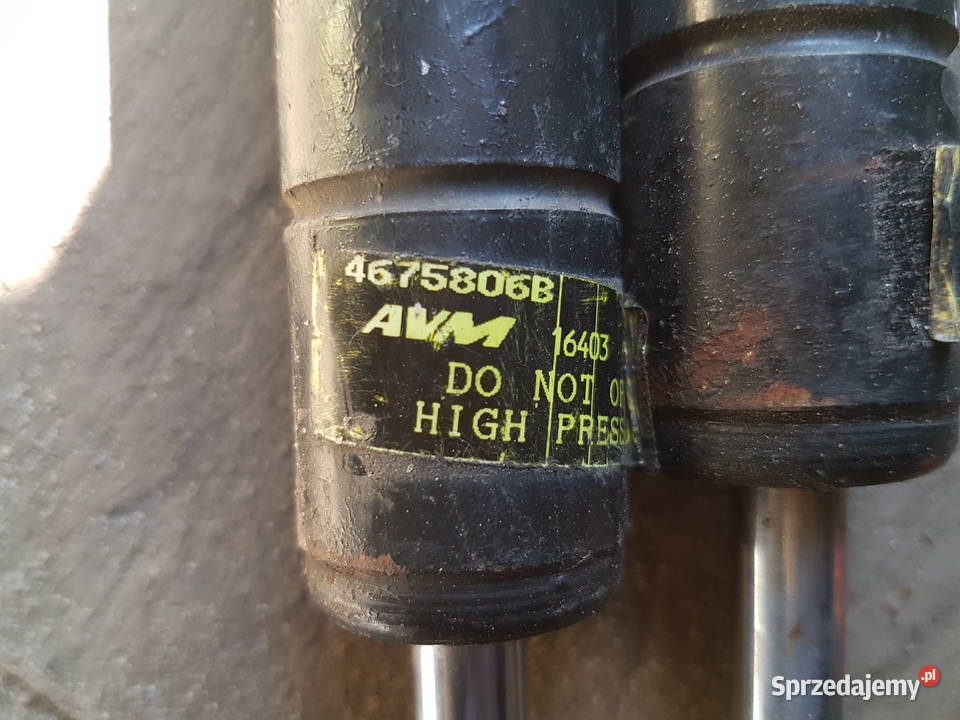 4675806B
AVM 16403
DO NOT
HIGH
Sprzedajemy.pl